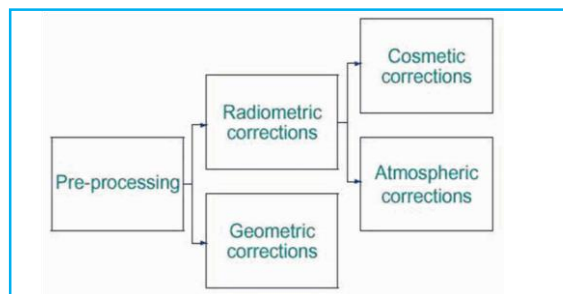 Cosmetic
corrections
Radiometric
corrections
Pre-processing
Atmospheric
corrections
Geometric
corrections